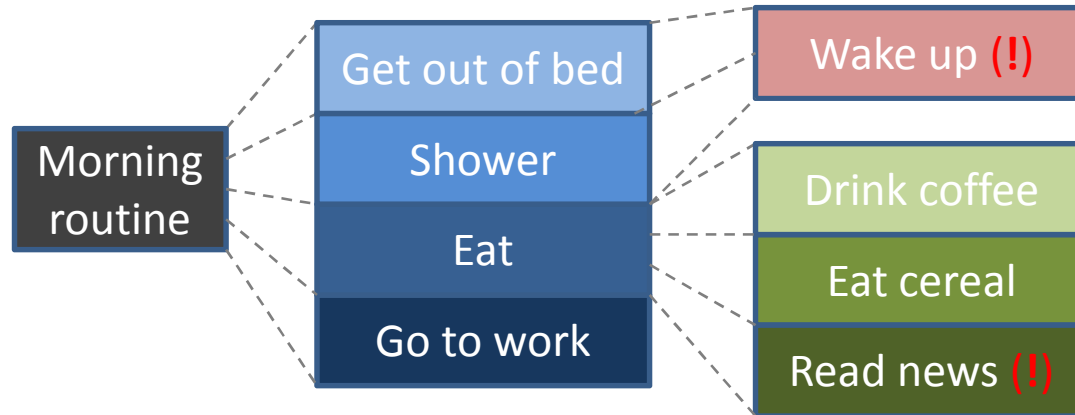 Morning
routine
Get out of bed
Shower
Eat
Go to work
Wake up (!)
Drink coffee
Eat cereal
Read news (!)